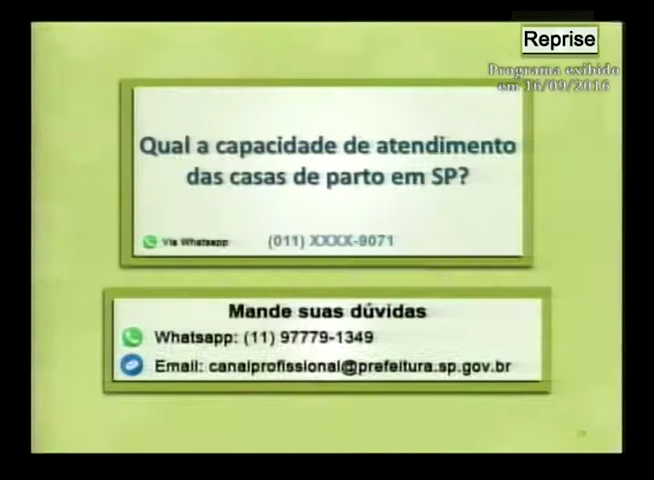 Reprise
Programa exibido
em 16/09/2016
Qual a capacidade de atendimento
das casas de parto em SP?
Via Whatsapp (011) XXXX-9071
Mande suas dúvidas
Whatsapp: (11) 97779-1349
Email: canalprofissional@prefeitura.sp.gov.br